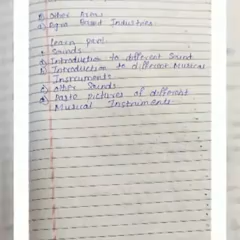 b) Other Areas
a) Agro Based Industries
Learn
Sounds
a) Introduction to different Sound
b) Introduction to different Musical
Instruments
c) Other Sounds
d) Paste pictures of different
Musical Instruments